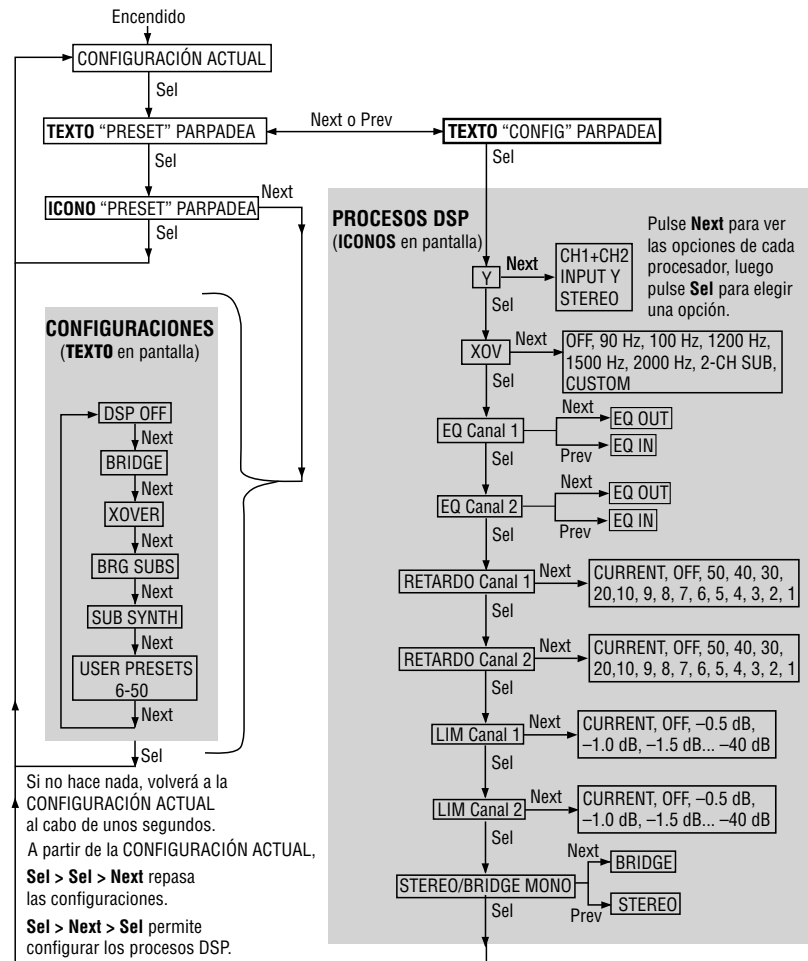 Encendido
CONFIGURACIÓN ACTUAL
Sel
TEXTO “PRESET” PARPADEA
Next o Prev
TEXTO “CONFIG” PARPADEA
Sel
Sel
ICONO “PRESET” PARPADEA
Next
Sel
CONFIGURACIONES
(TEXTO en pantalla)
DSP OFF
Next
BRIDGE
Next
XOVER
Next
BRG SUBS
Next
SUB SYNTH
Next
USER PRESETS
6-50
Next
Sel
Si no hace nada, volverá a la
CONFIGURACIÓN ACTUAL
al cabo de unos segundos.
A partir de la CONFIGURACIÓN ACTUAL,
Sel > Sel > Next repasa
las configuraciones.
Sel > Next > Sel permite
configurar los procesos DSP.
PROCESOS DSP
(ICONOS en pantalla)
Pulse Next para ver
las opciones de cada
procesador, luego
pulse Sel para elegir
una opción.
Y
Next
CH1+CH2
INPUT Y
STEREO
Sel
XOV
Next
OFF, 90 Hz, 100 Hz, 1200 Hz,
1500 Hz, 2000 Hz, 2-CH SUB,
CUSTOM
Sel
EQ Canal 1
Next
EQ OUT
Prev
EQ IN
Sel
EQ Canal 2
Next
EQ OUT
Prev
EQ IN
Sel
RETARDO Canal 1
Next
CURRENT, OFF, 50, 40, 30,
20,10, 9, 8, 7, 6, 5, 4, 3, 2, 1
Sel
RETARDO Canal 2
Next
CURRENT, OFF, 50, 40, 30,
20,10, 9, 8, 7, 6, 5, 4, 3, 2, 1
Sel
LIM Canal 1
Next
CURRENT, OFF, –0.5 dB,
–1.0 dB, –1.5 dB... –40 dB
Sel
LIM Canal 2
Next
CURRENT, OFF, –0.5 dB,
–1.0 dB, –1.5 dB... –40 dB
Sel
STEREO/BRIDGE MONO
Next
BRIDGE
Prev
STEREO
Sel